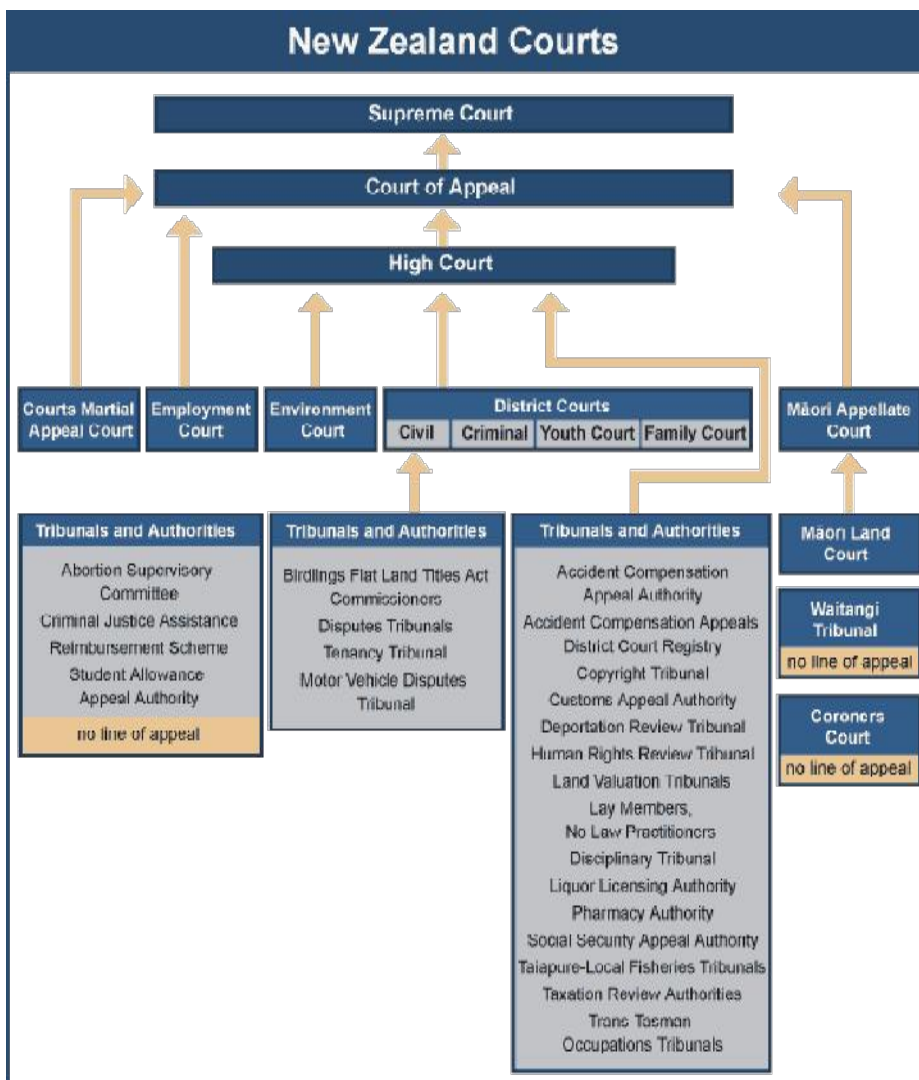 New Zealand Courts
Supreme Court
Court of Appeal
High Court
Courts Martial
Appeal Court
Employment
Court
Environment
Court
District Courts
Civil
Criminal
Youth Court
Family Court
Māori Appellate
Court
Tribunals and Authorities
Abortion Supervisory
Committee
Criminal Justice Assistance
Reimbursement Scheme
Student Allowance
Appeal Authority
no line of appeal
Tribunals and Authorities
Birdlings Flat Land Titles Act
Commissioners
Disputes Tribunals
Tenancy Tribunal
Motor Vehicle Disputes
Tribunal
Tribunals and Authorities
Accident Compensation
Appeal Authority
Accident Compensation Appeals
District Court Registry
Copyright Tribunal
Customs Appeal Authority
Deportation Review Tribunal
Human Rights Review Tribunal
Land Valuation Tribunals
Lay Members,
No Law Practitioners
Disciplinary Tribunal
Liquor Licensing Authority
Pharmacy Authority
Social Security Appeal Authority
Taiapure-Local Fisheries Tribunals
Taxation Review Authorities
Trans Tasman
Occupations Tribunals
Māori Land
Court
Waitangi
Tribunal
no line of appeal
Coroners
Court
no line of appeal